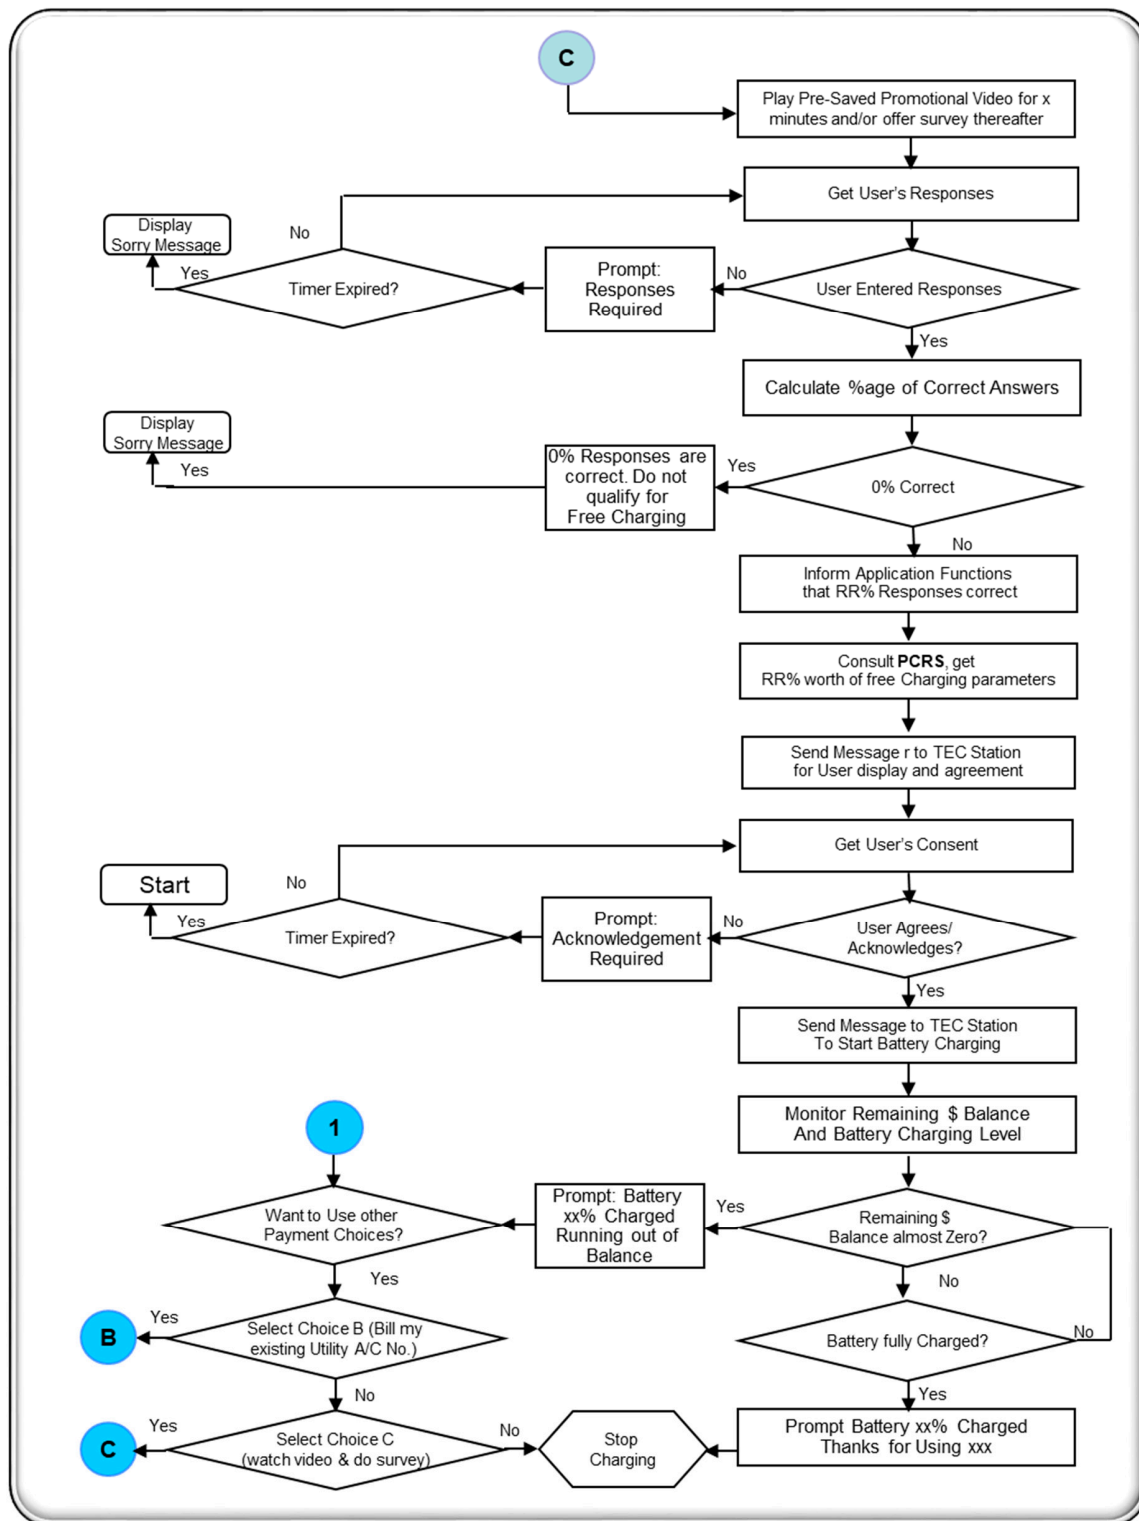 C
Play Pre-Saved Promotional Video for x
minutes and/or offer survey thereafter
Get User's Responses
Display
Sorry Message
No
Yes
Timer Expired?
Prompt:
Responses
Required
No
User Entered Responses
Yes
Calculate %age of Correct Answers
Display
Sorry Message
Yes
0% Responses are
correct. Do not
qualify for
Free Charging
Yes
0% Correct
No
Inform Application Functions
that RR% Responses correct
Consult PCRS, get
RR% worth of free Charging parameters
Send Message r to TEC Station
for User display and agreement
Get User's Consent
Start
No
Yes
Timer Expired?
Prompt:
Acknowledgement
Required
No
User Agrees/
Acknowledges?
Yes
Send Message to TEC Station
To Start Battery Charging
Monitor Remaining $ Balance
And Battery Charging Level
1
Want to Use other
Payment Choices?
Prompt: Battery
xx% Charged
Running out of
Balance
Yes
Remaining $
Balance almost Zero?
Yes
No
B
Yes
Select Choice B (Bill my
existing Utility A/C No.)
Battery fully Charged?
No
No
Yes
C
Yes
Select Choice C
(watch video & do survey)
No
Stop
Charging
Prompt Battery xx% Charged
Thanks for Using xxx